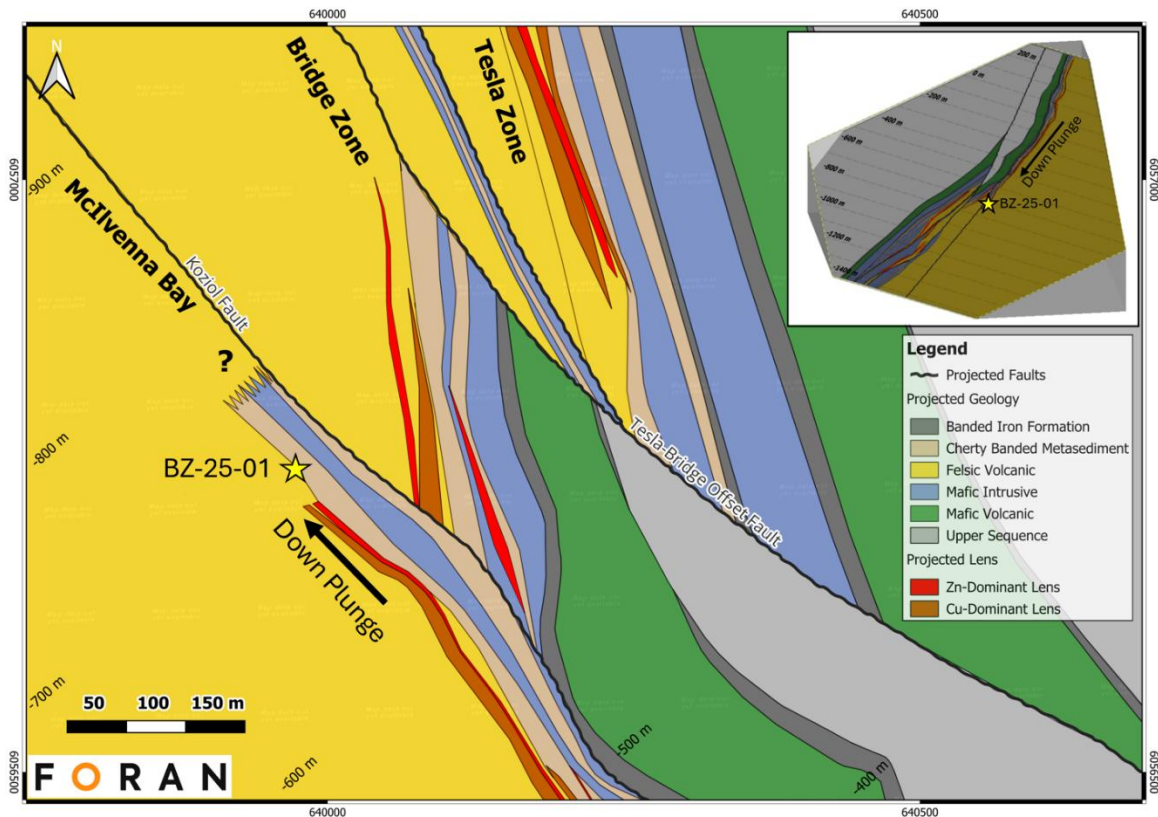 640000
640500
N
Bridge Zone
Tesla Zone
200 m
0 m
-200 m
-400 m
-600 m
-800 m
-1000 m
-1200 m
-1400 m
Down Plunge
BZ-25-01
6057000
6057000
-900 m
McIlvenna Bay
Koziol Fault
?
-800 m
BZ-25-01
Down Plunge
Tesla-Bridge Offset Fault
Legend
Projected Faults
Projected Geology
Banded Iron Formation
Cherty Banded Metasediment
Felsic Volcanic
Mafic Intrusive
Mafic Volcanic
Upper Sequence
Projected Lens
Zn-Dominant Lens
Cu-Dominant Lens
-700 m
50 100 150 m
-600 m
-500 m
-400 m
FORAN
6056500
6056500
640000
640500